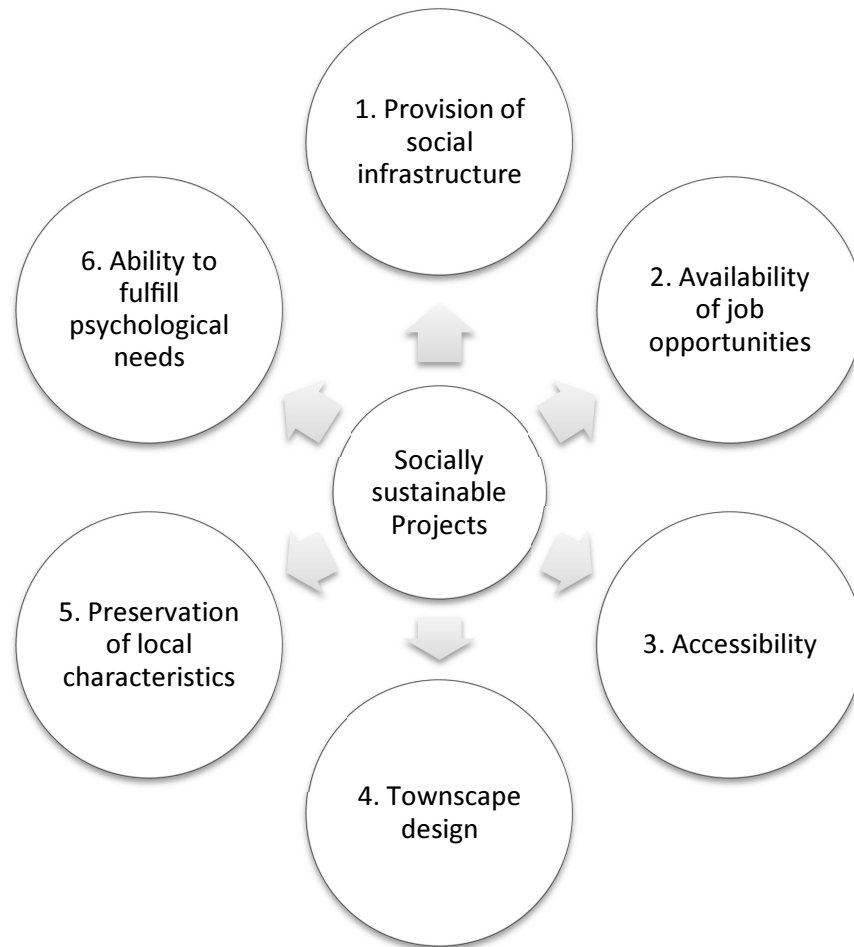 1. Provision of
social
infrastructure
2. Availability
of job
opportunities
3. Accessibility
4. Townscape
design
5. Preservation
of local
characteristics
6. Ability to
fulfill
psychological
needs
Socially
sustainable
Projects